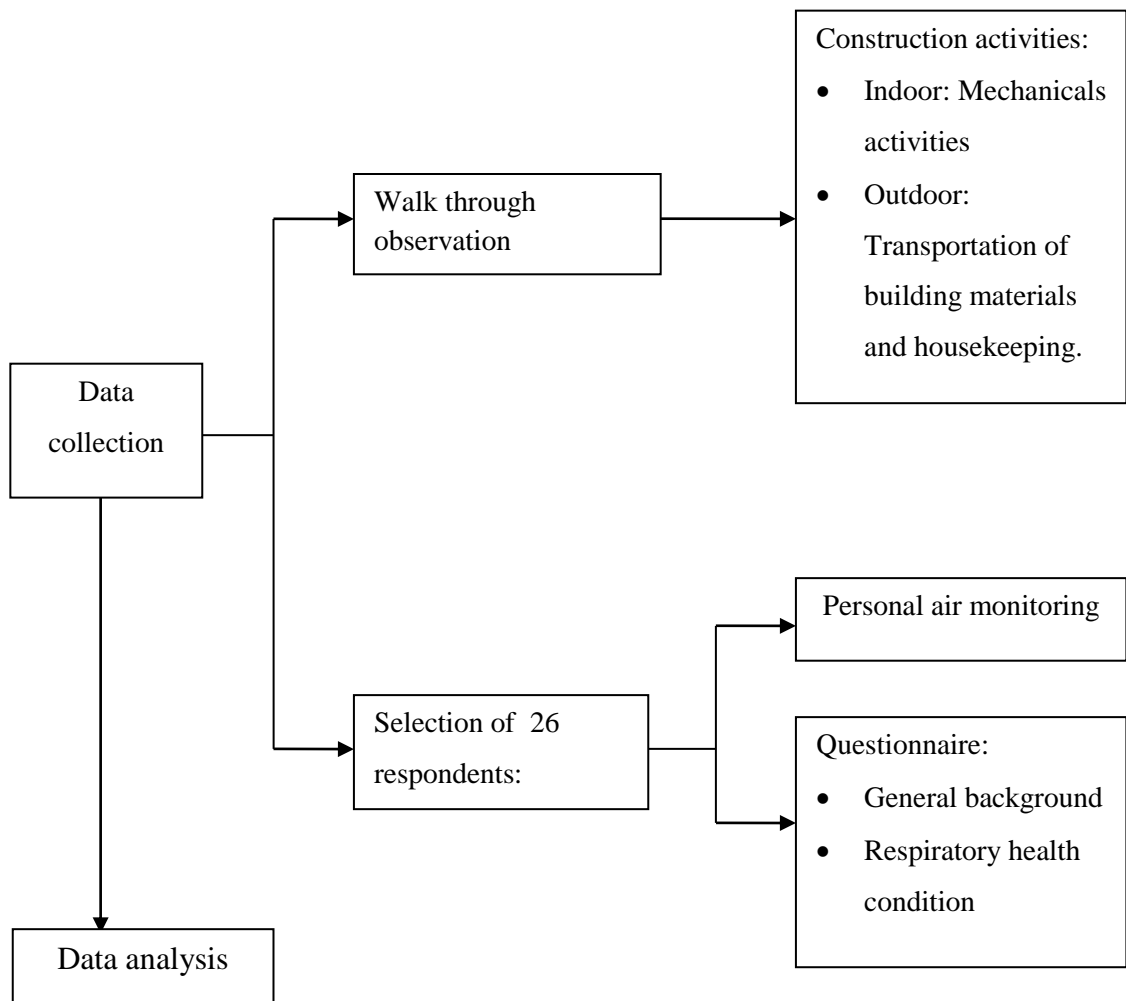 Construction activities:
• Indoor: Mechanicals
activities
• Outdoor:
Transportation of
building materials
and housekeeping.
Walk through
observation
Data
collection
Personal air monitoring
Selection of 26
respondents:
Questionnaire:
• General background
• Respiratory health
condition
Data analysis